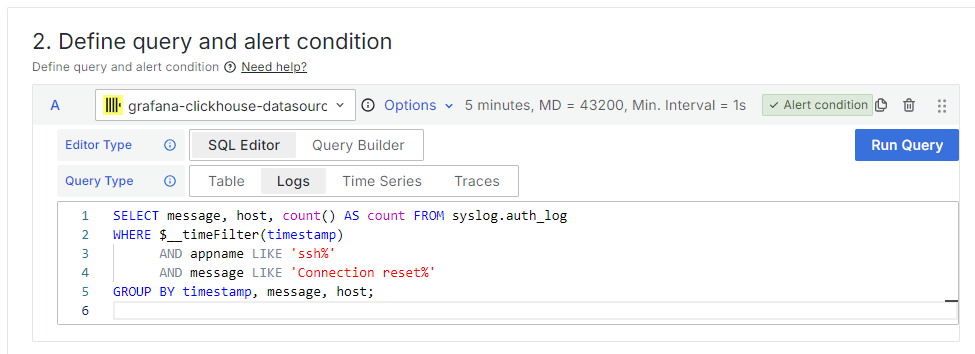 2. Define query and alert condition
Define query and alert condition Need help?
A grafana-clickhouse-datasourc Options 5 minutes, MD = 43200, Min. Interval = 1s Alert condition
Editor Type SQL Editor Query Builder Run Query
Query Type Table Logs Time Series Traces
1 SELECT message, host, count() AS count FROM syslog.auth_log
2 WHERE $__timeFilter(timestamp)
3 AND appname LIKE 'ssh%'
4 AND message LIKE 'Connection reset%'
5 GROUP BY timestamp, message, host;
6